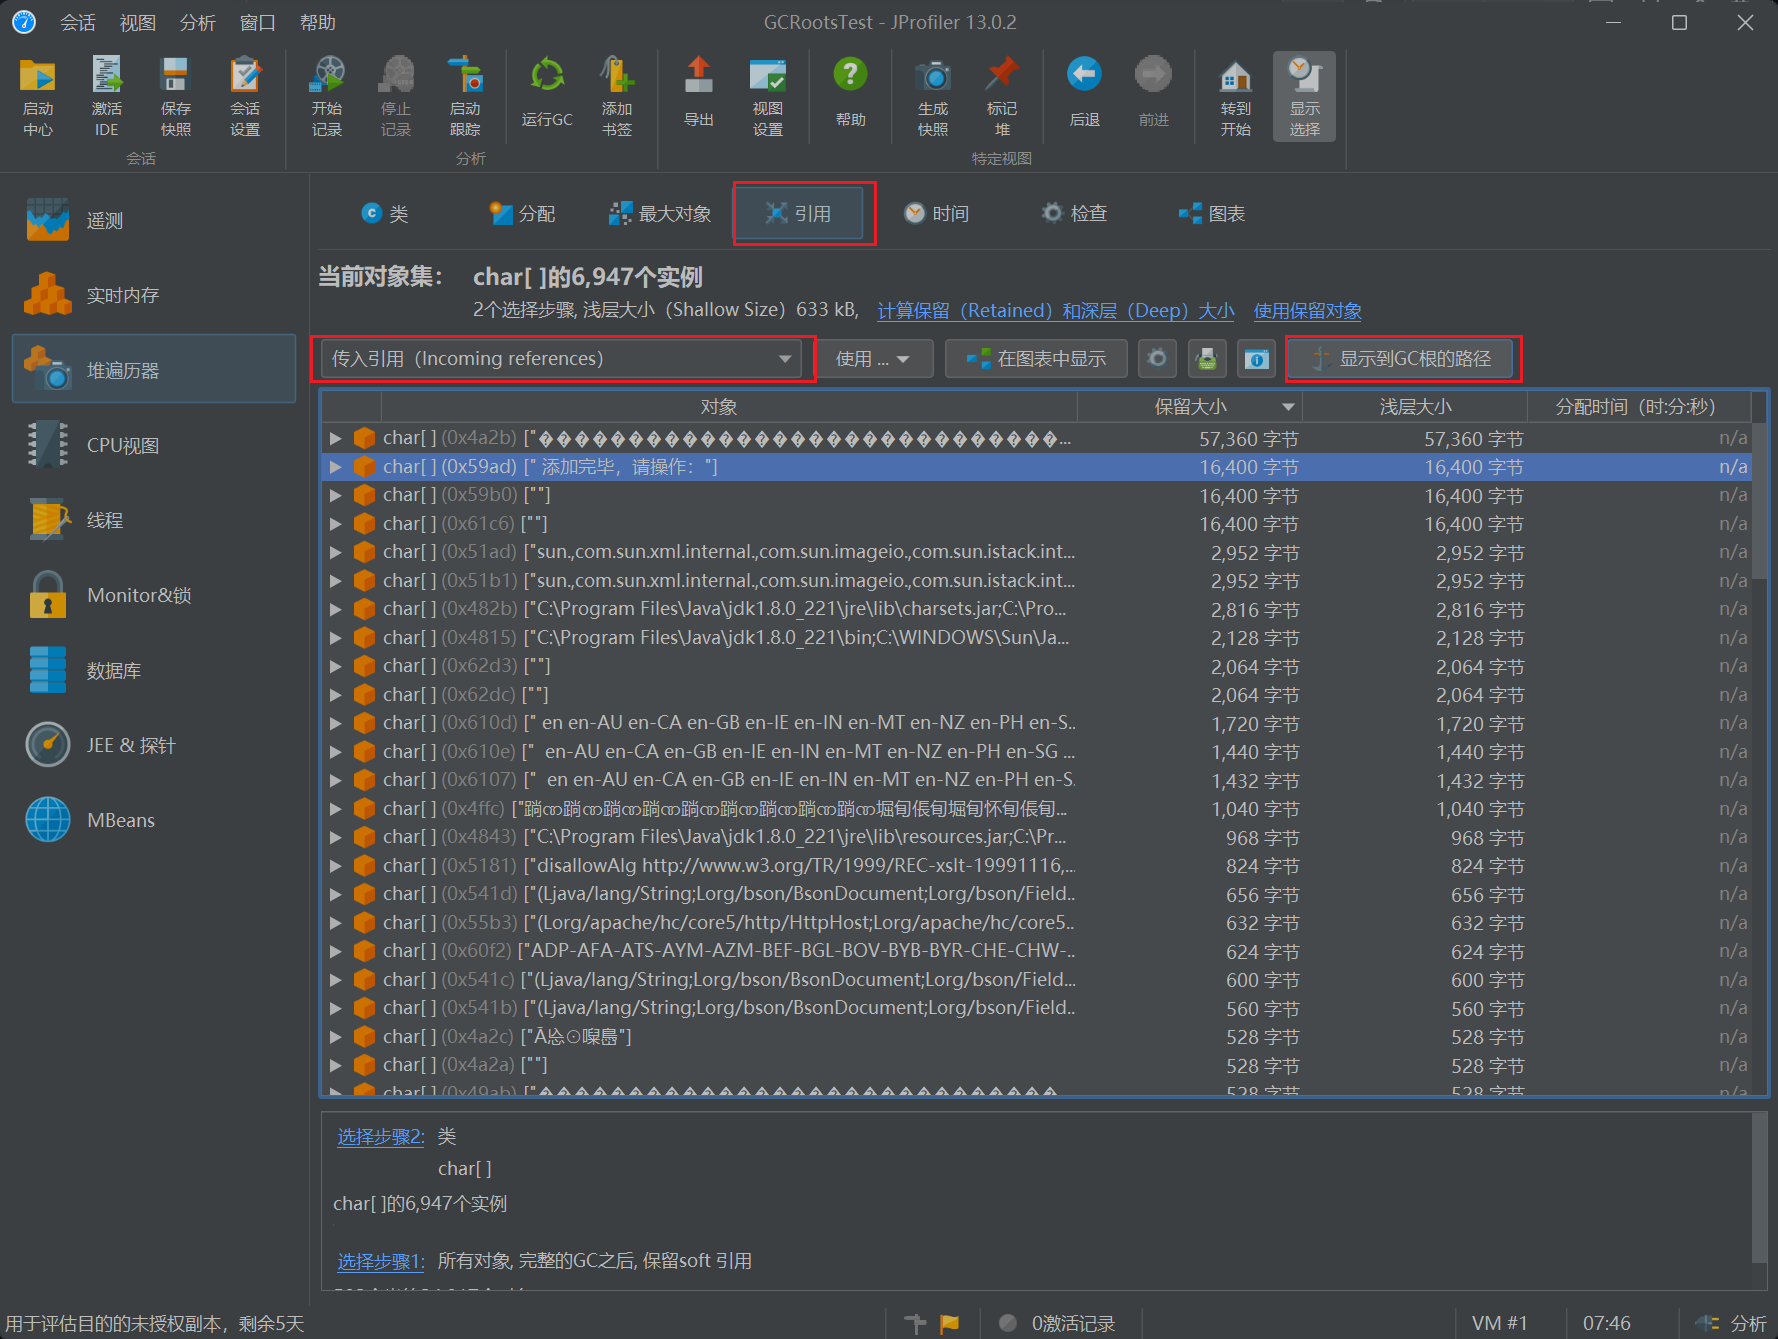 会话 视图 分析 窗口 帮助 GCRootsTest - JProfiler 13.0.2
启动 激活 保存 会话 开始 停止 启动 运行GC 添加 导出 视图 帮助 生成 标记 后退 前进 转到 显示
中心 IDE 快照 设置 记录 记录 跟踪 书签 设置 快照 堆 开始 选择
会话 分析 特定视图
遥测
实时内存
堆遍历器
CPU视图
线程
Monitor&锁
数据库
JEE & 探针
MBeans
类 分配 最大对象 引用 时间 检查 图表
当前对象集: char[ ]的6,947个实例
2个选择步骤, 浅层大小（Shallow Size）633 kB, 计算保留（Retained）和深层（Deep）大小 使用保留对象
传入引用（Incoming references） 使用 ... 在图表中显示 显示到GC根的路径
对象 保留大小 浅层大小 分配时间（时:分:秒）
char[ ] (0x4a2b) ["������������������������������... 57,360 字节 57,360 字节 n/a
char[ ] (0x59ad) [" 添加完毕，请操作："] 16,400 字节 16,400 字节 n/a
char[ ] (0x59b0) [""] 16,400 字节 16,400 字节 n/a
char[ ] (0x61c6) [""] 16,400 字节 16,400 字节 n/a
char[ ] (0x51ad) ["sun.,com.sun.xml.internal.,com.sun.imageio.,com.sun.istack.int... 2,952 字节 2,952 字节 n/a
char[ ] (0x51b1) ["sun.,com.sun.xml.internal.,com.sun.imageio.,com.sun.istack.int... 2,952 字节 2,952 字节 n/a
char[ ] (0x482b) ["C:\Program Files\Java\jdk1.8.0_221\jre\lib\charsets.jar;C:\Pro... 2,816 字节 2,816 字节 n/a
char[ ] (0x4815) ["C:\Program Files\Java\jdk1.8.0_221\bin;C:\WINDOWS\Sun\Ja... 2,128 字节 2,128 字节 n/a
char[ ] (0x62d3) [""] 2,064 字节 2,064 字节 n/a
char[ ] (0x62dc) [""] 2,064 字节 2,064 字节 n/a
char[ ] (0x610d) [" en en-AU en-CA en-GB en-IE en-IN en-MT en-NZ en-PH en-S.. 1,720 字节 1,720 字节 n/a
char[ ] (0x610e) ["  en-AU en-CA en-GB en-IE en-IN en-MT en-NZ en-PH en-SG ... 1,440 字节 1,440 字节 n/a
char[ ] (0x6107) ["  en en-AU en-CA en-GB en-IE en-IN en-MT en-NZ en-PH en-S. 1,432 字节 1,432 字节 n/a
char[ ] (0x4ffc) 1,040 字节 1,040 字节 n/a
char[ ] (0x4843) ["C:\Program Files\Java\jdk1.8.0_221\jre\lib\resources.jar;C:\Pr... 968 字节 968 字节 n/a
char[ ] (0x5181) ["disallowAlg http://www.w3.org/TR/1999/REC-xslt-19991116,.. 824 字节 824 字节 n/a
char[ ] (0x541d) ["(Ljava/lang/String;Lorg/bson/BsonDocument;Lorg/bson/Field.. 656 字节 656 字节 n/a
char[ ] (0x55b3) ["(Lorg/apache/hc/core5/http/HttpHost;Lorg/apache/hc/core5.. 632 字节 632 字节 n/a
char[ ] (0x60f2) ["ADP-AFA-ATS-AYM-AZM-BEF-BGL-BOV-BYB-BYR-CHE-CHW-.. 624 字节 624 字节 n/a
char[ ] (0x541c) ["(Ljava/lang/String;Lorg/bson/BsonDocument;Lorg/bson/Field... 600 字节 600 字节 n/a
char[ ] (0x541b) ["(Ljava/lang/String;Lorg/bson/BsonDocument;Lorg/bson/Field.. 560 字节 560 字节 n/a
char[ ] (0x4a2c) 528 字节 528 字节 n/a
char[ ] (0x4a2a) [""] 528 字节 528 字节 n/a
char[ ] (0x49ab) ["������������������������������ 528 字节 528 字节 n/a
选择步骤2: 类
char[ ]
char[ ]的6,947个实例
选择步骤1: 所有对象, 完整的GC之后, 保留soft 引用
用于评估目的的未授权副本，剩余5天 0激活记录 VM #1 07:46 分析